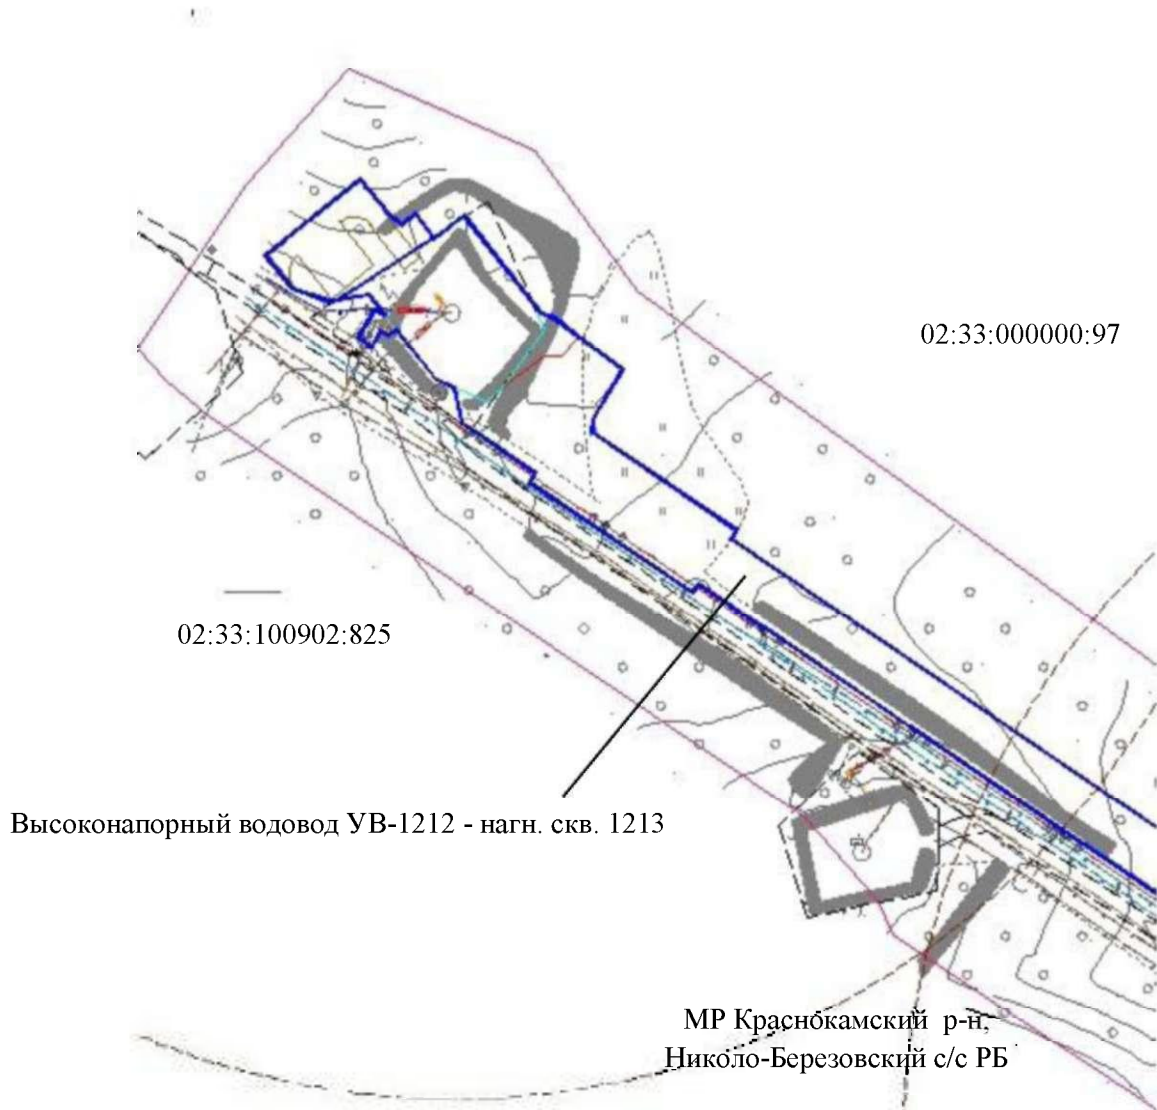 02:33:000000:97
02:33:100902:825
Высоконапорный водовод УВ-1212 - нагн. скв. 1213
МР Краснокамский р-н,
Николо-Березовский с/с РБ